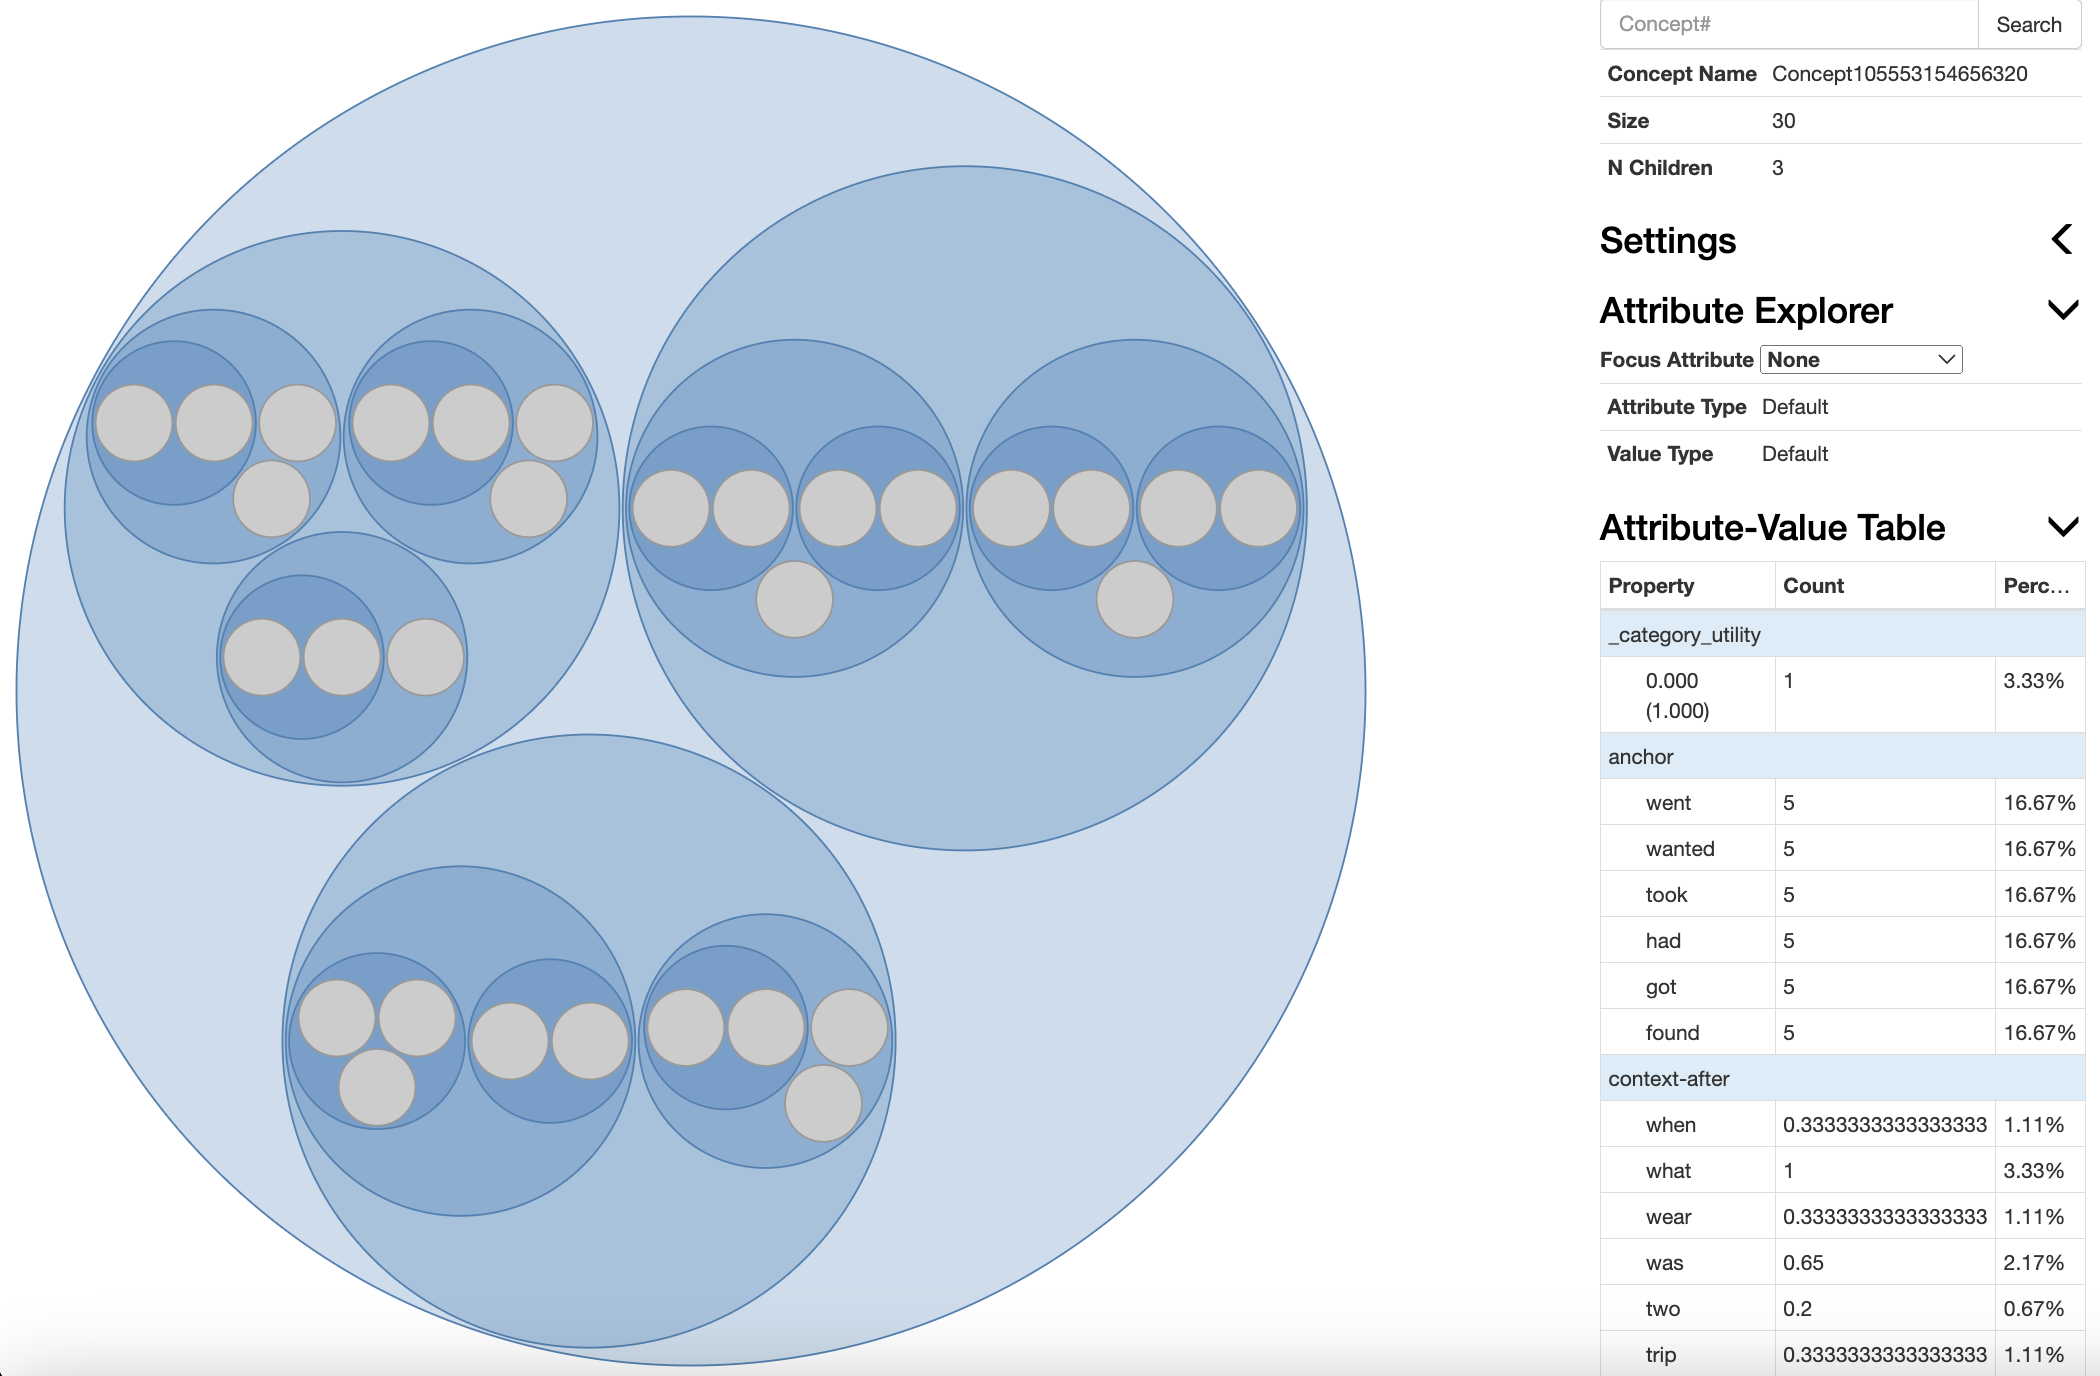 Concept#
Search
Concept Name Concept105553154656320
Size 30
N Children 3
Settings
Attribute Explorer
Focus Attribute None
Attribute Type Default
Value Type Default
Attribute-Value Table
Property Count Perc...
_category_utility
0.000 1 3.33%
(1.000)
anchor
went 5 16.67%
wanted 5 16.67%
took 5 16.67%
had 5 16.67%
got 5 16.67%
found 5 16.67%
context-after
when 0.3333333333333333 1.11%
what 1 3.33%
wear 0.3333333333333333 1.11%
was 0.65 2.17%
two 0.2 0.67%
trip 0.3333333333333333 1.11%